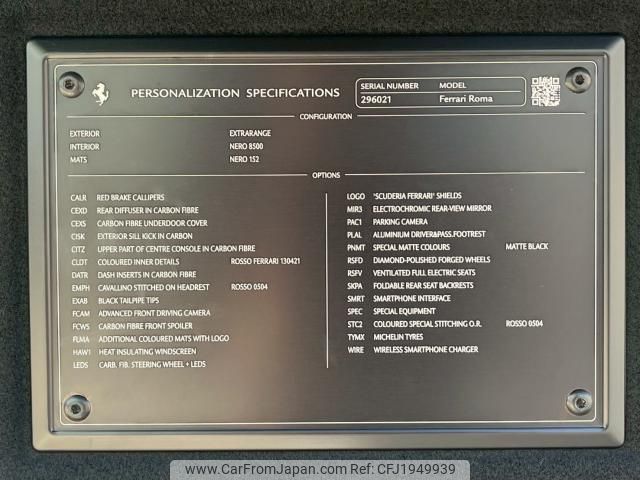 PERSONALIZATION SPECIFICATIONS
SERIAL NUMBER MODEL
296021 Ferrari Roma
CONFIGURATION
EXTERIOR EXTRARANGE
INTERIOR NERO 8500
MATS NERO 152
OPTIONS
CALR RED BRAKE CALLIPERS
CEXD REAR DIFFUSER IN CARBON FIBRE
CEXS CARBON FIBRE UNDERDOOR COVER
CISK EXTERIOR SILL KICK IN CARBON
CITZ UPPER PART OF CENTRE CONSOLE IN CARBON FIBRE
CLDT COLOURED INNER DETAILS ROSSO FERRARI 130421
DATR DASH INSERTS IN CARBON FIBRE
EMPH CAVALLINO STITCHED ON HEADREST ROSSO 0504
EXAB BLACK TAILPIPE TIPS
FCAM ADVANCED FRONT DRIVING CAMERA
FCWS CARBON FIBRE FRONT SPOILER
FLMA ADDITIONAL COLOURED MATS WITH LOGO
HAW1 HEAT INSULATING WINDSCREEN
LEDS CARB. FIB. STEERING WHEEL + LEDS
LOGO 'SCUDERIA FERRARI' SHIELDS
MIR3 ELECTROCHROMIC REAR-VIEW MIRROR
PAC1 PARKING CAMERA
PLAL ALUMINIUM DRIVER&PASS.FOOTREST
PNMT SPECIAL MATTE COLOURS MATTE BLACK
RSFD DIAMOND-POLISHED FORGED WHEELS
RSFV VENTILATED FULL ELECTRIC SEATS
SKPA FOLDABLE REAR SEAT BACKRESTS
SMRT SMARTPHONE INTERFACE
SPEC SPECIAL EQUIPMENT
STC2 COLOURED SPECIAL STITCHING O.R. ROSSO 0504
TYMX MICHELIN TYRES
WIRE WIRELESS SMARTPHONE CHARGER
www.CarFromJapan.com - CFJ1949939